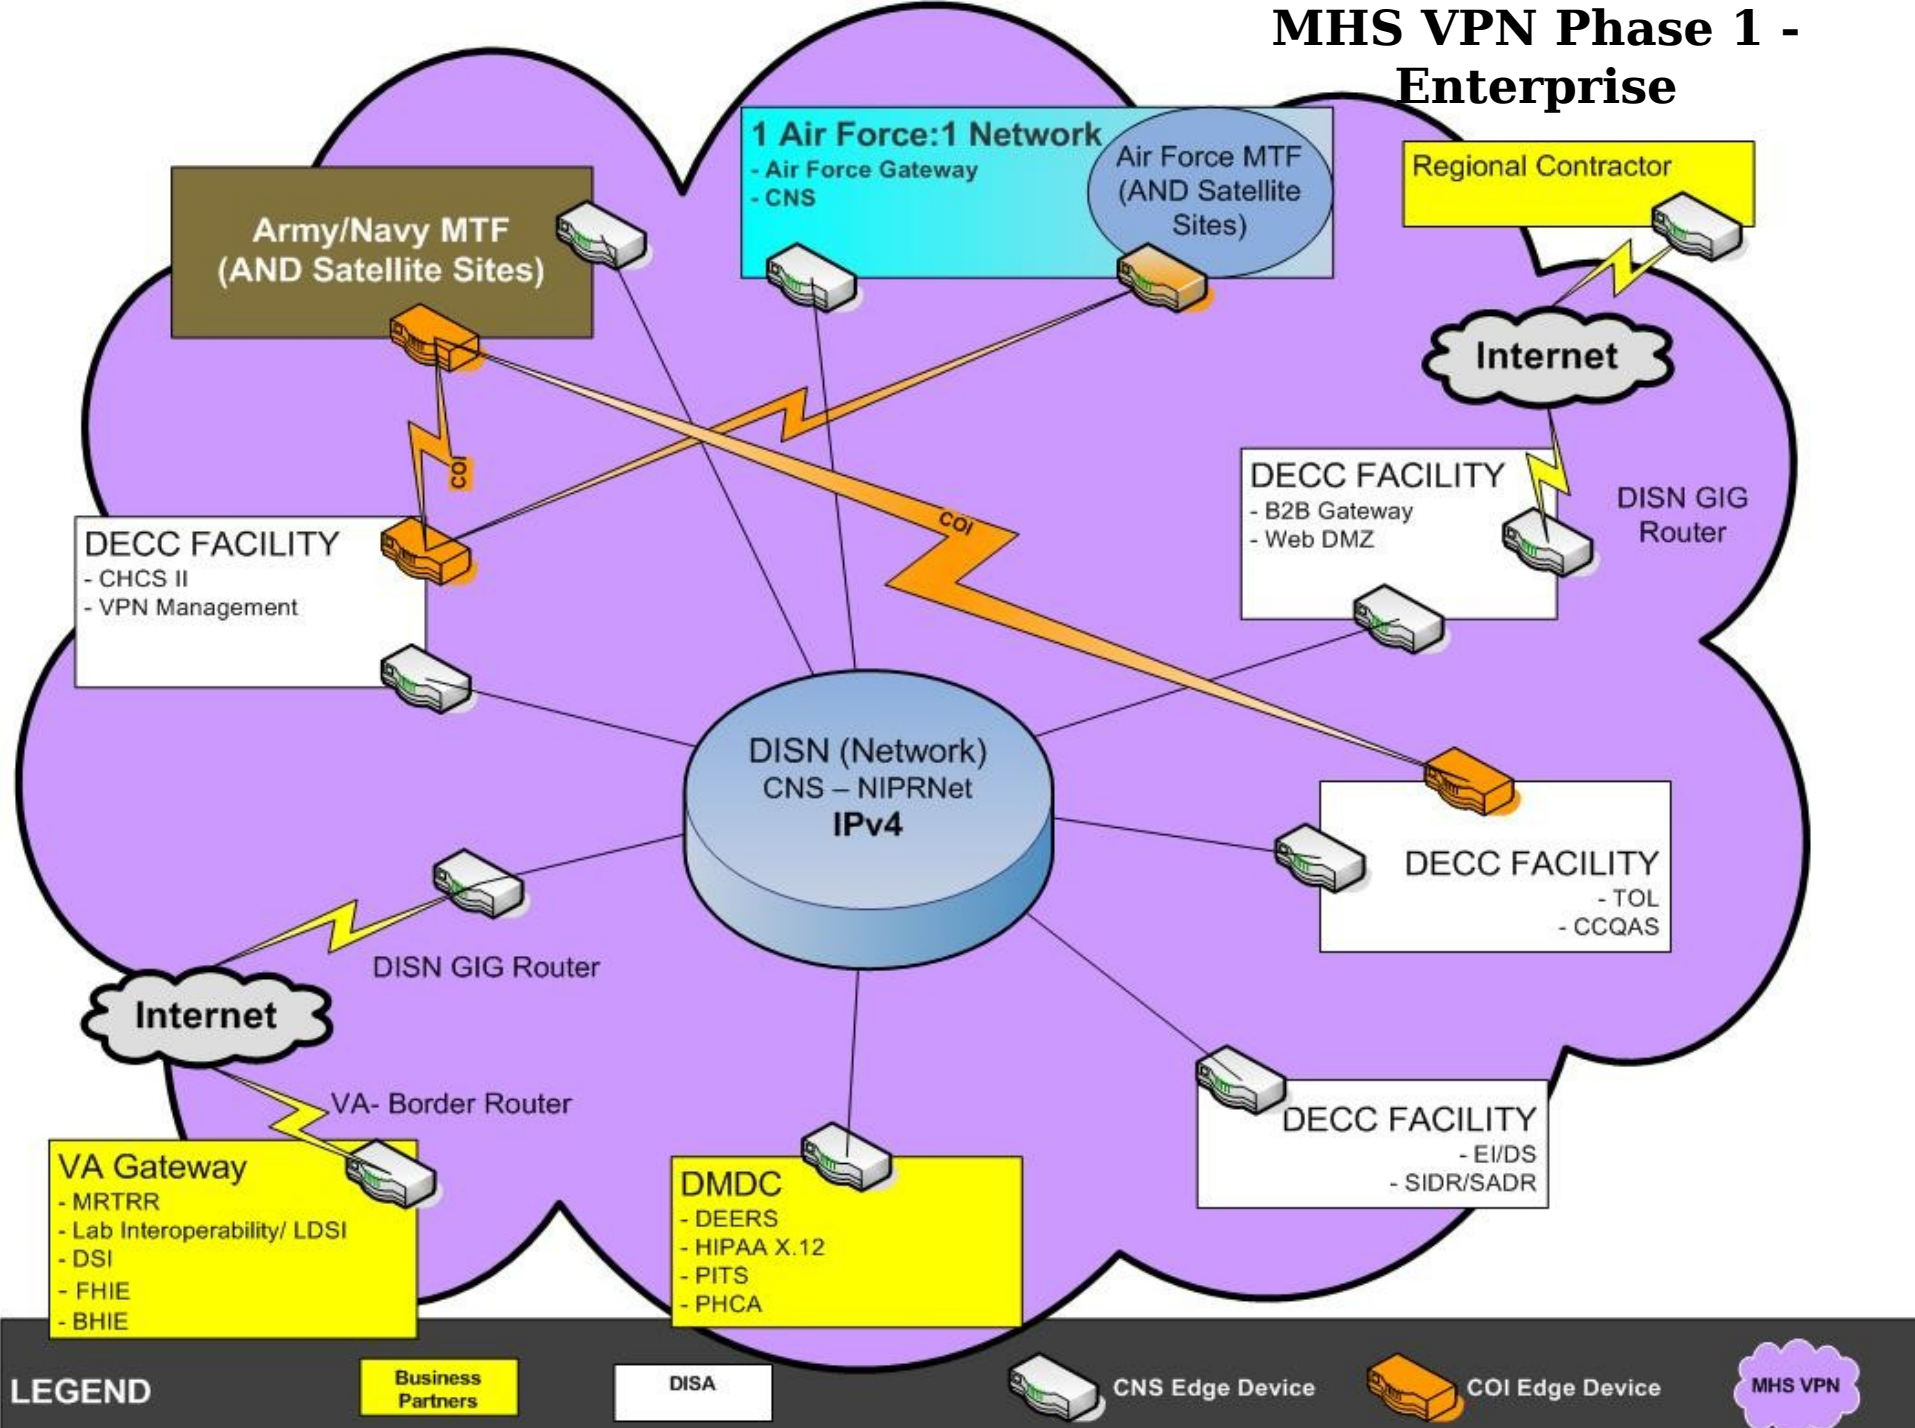 MHS VPN Phase 1 -
Enterprise
1 Air Force:1 Network
- Air Force Gateway
- CNS
Air Force MTF
(AND Satellite
Sites)
Regional Contractor
Army/Navy MTF
(AND Satellite Sites)
Internet
COI
DECC FACILITY
- B2B Gateway
- Web DMZ
DISN GIG
Router
COI
DECC FACILITY
- CHCS II
- VPN Management
DISN (Network)
CNS – NIPRNet
IPv4
DECC FACILITY
- TOL
- CCQAS
DISN GIG Router
Internet
VA- Border Router
DECC FACILITY
- EI/DS
- SIDR/SADR
VA Gateway
- MRTRR
- Lab Interoperability/ LDSI
- DSI
- FHIE
- BHIE
DMDC
- DEERS
- HIPAA X.12
- PITS
- PHCA
LEGEND
Business
Partners
DISA
CNS Edge Device
COI Edge Device
MHS VPN